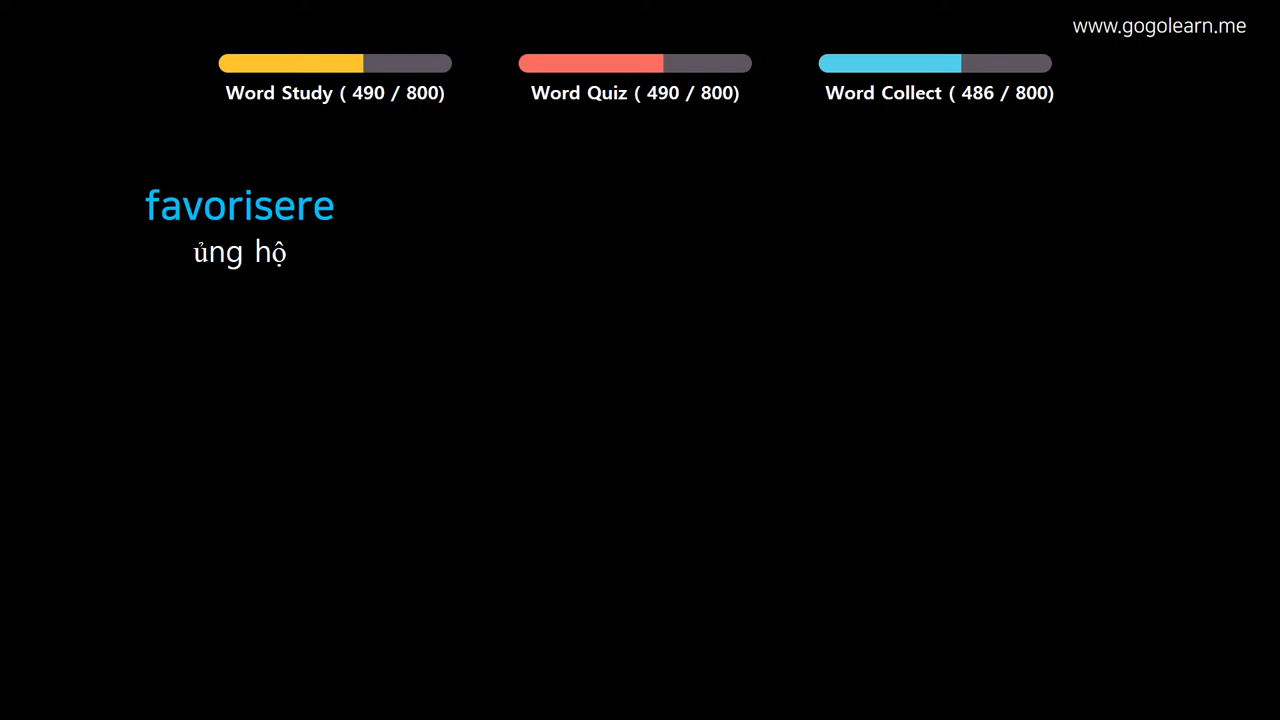 www.gogolearn.me
Word Study ( 490 / 800)
Word Quiz ( 490 / 800)
Word Collect ( 486 / 800)
favorisere
ủng hộ